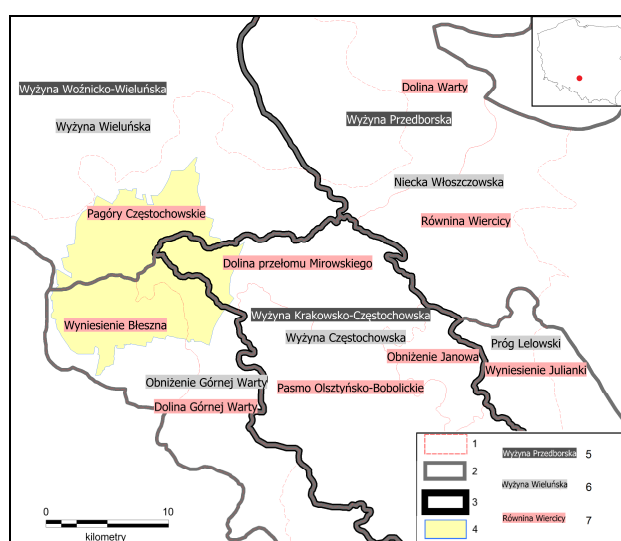 Dolina Warty
Wyżyna Woźnicko-Wieluńska
Wyżyna Przedborska
Wyżyna Wieluńska
Niecka Włoszczowska
Pagóry Częstochowskie
Równina Wiercicy
Dolina przełomu Mirowskiego
Wyżyna Krakowsko-Częstochowska
Wyniesienie Błeszna
Wyżyna Częstochowska
Próg Lelowski
Obniżenie Janowa
Wyniesienie Julianki
Obniżenie Górnej Warty
Pasmo Olsztyńsko-Bobolickie
Dolina Górnej Warty
1
2
3
4
Wyżyna Przedborska 5
Wyżyna Wieluńska 6
Równina Wiercicy 7
0 10
kilometry